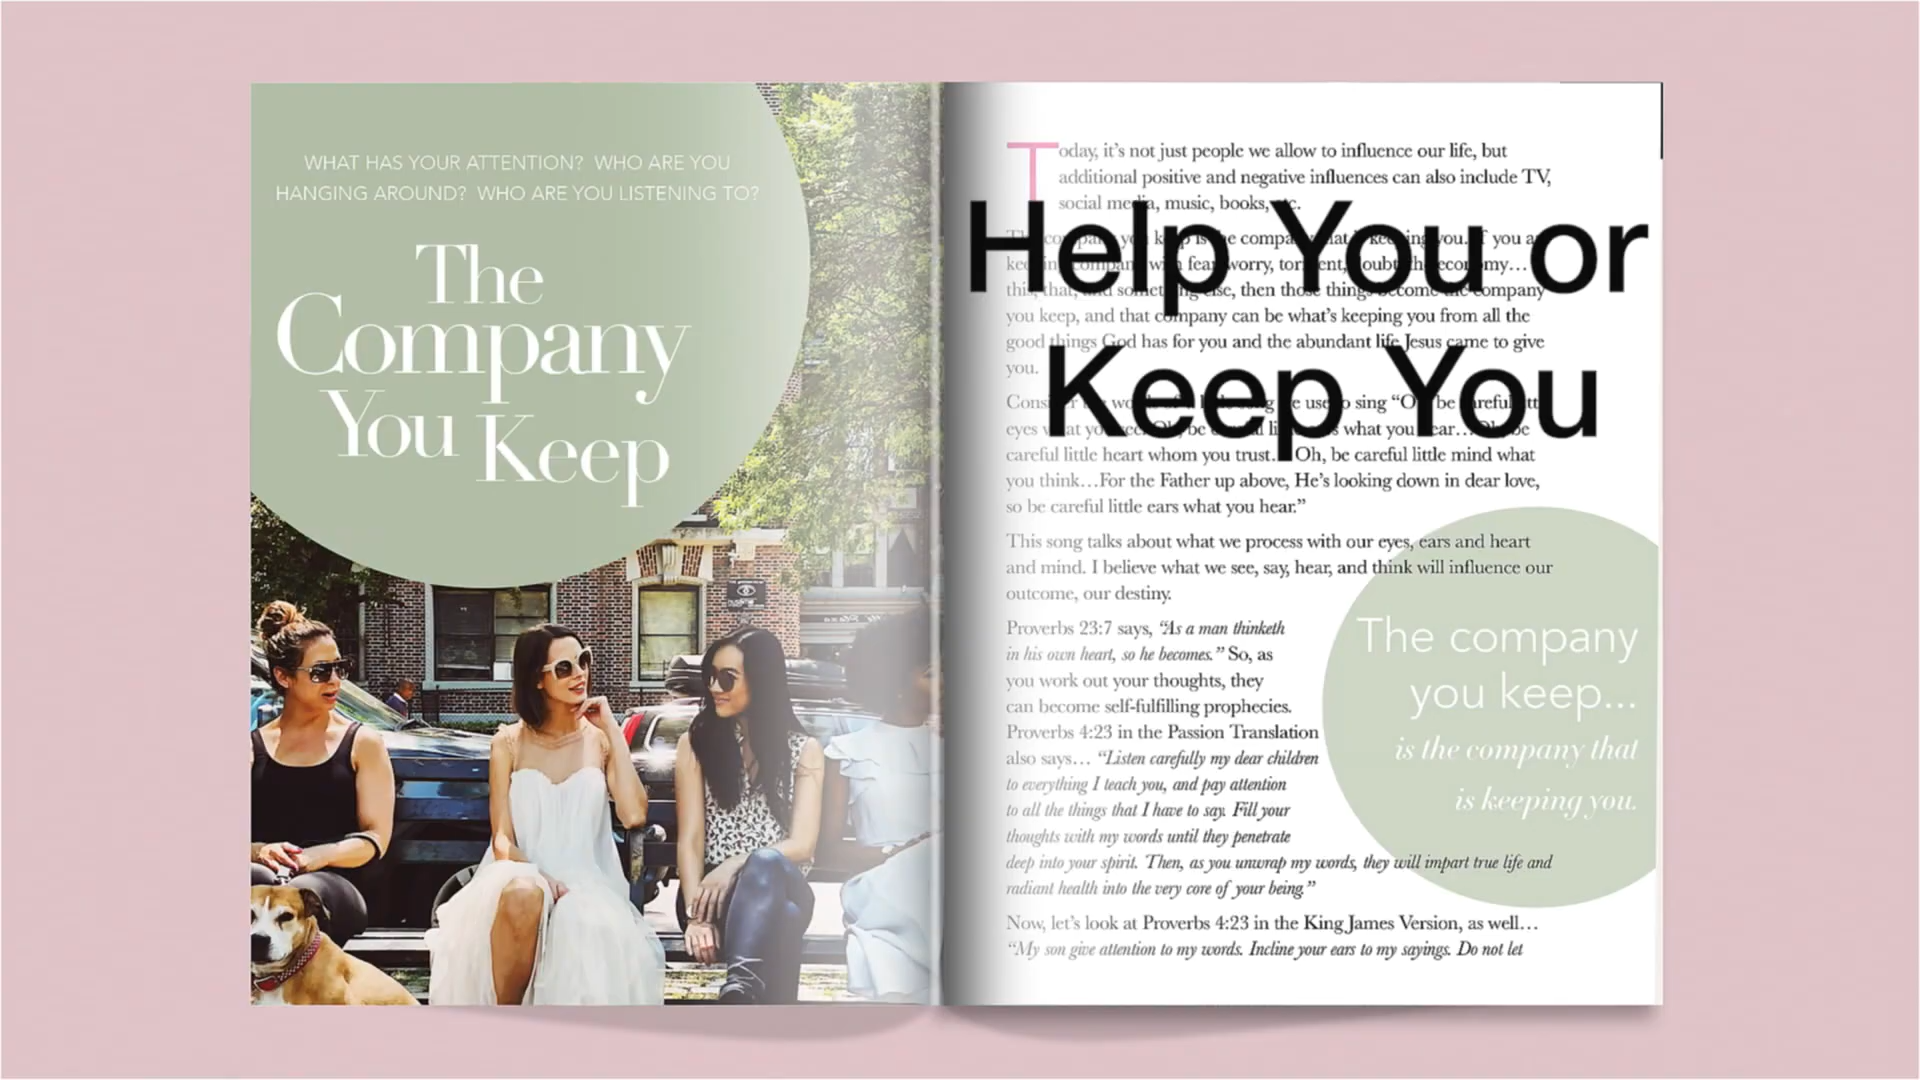 WHAT HAS YOUR ATTENTION? WHO ARE YOU
HANGING AROUND? WHO ARE YOU LISTENING TO?
The
Company
You Keep
Help You or
Keep You
Today, it's not just people we allow to influence our life, but
additional positive and negative influences can also include TV,
social media, music, books, etc.
you keep, and that company can be what's keeping you from all the
good things God has for you and the abundant life Jesus came to give
you.
careful little heart whom you trust. Oh, be careful little mind what
you think…For the Father up above, He's looking down in dear love,
so be careful little ears what you hear."
This song talks about what we process with our eyes, ears and heart
and mind. I believe what we see, say, hear, and think will influence our
outcome, our destiny.
Proverbs 23:7 says, "As a man thinketh
in his own heart, so he becomes." So, as
you work out your thoughts, they
can become self-fulfilling prophecies.
Proverbs 4:23 in the Passion Translation
also says… "Listen carefully my dear children
to everything I teach you, and pay attention
to all the things that I have to say. Fill your
thoughts with my words until they penetrate
deep into your spirit. Then, as you unwrap my words, they will impart true life and
radiant health into the very core of your being."
Now, let's look at Proverbs 4:23 in the King James Version, as well…
"My son give attention to my words. Incline your ears to my sayings. Do not let
The company
you keep...
is the company that
is keeping you.